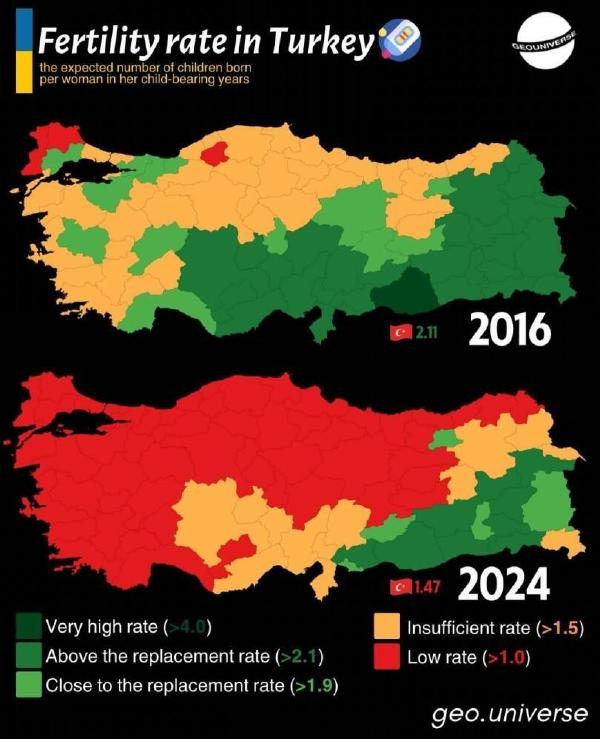 Fertility rate in Turkey
GEOUNIVERSE
the expected number of children born
per woman in her child-bearing years
2.11
2016
1.47
2024
Very high rate (>4.0)
Above the replacement rate (>2.1)
Close to the replacement rate (>1.9)
Insufficient rate (>1.5)
Low rate (>1.0)
geo.universe